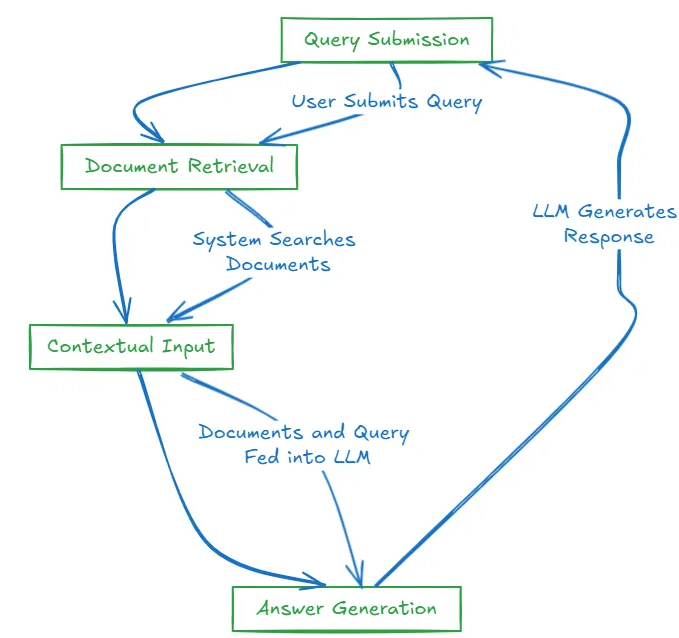 Query Submission
User Submits Query
Document Retrieval
LLM Generates
Response
System Searches
Documents
Contextual Input
Documents and Query
Fed into LLM
Answer Generation